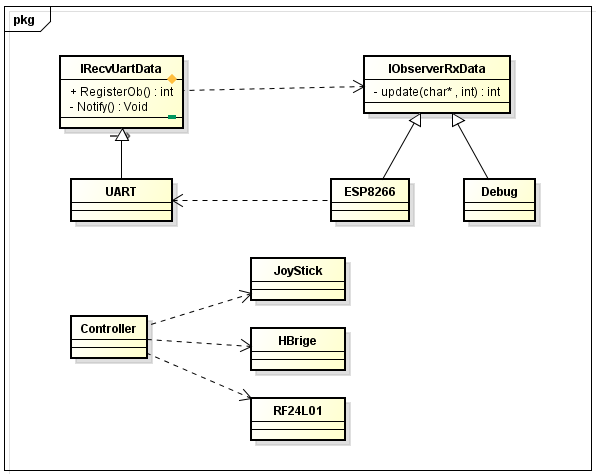 pkg
IRecvUartData
+ RegisterOb() : int
- Notify() : Void
IObserverRxData
- update(char* , int) : int
UART
ESP8266
Debug
JoyStick
Controller
HBrige
RF24L01